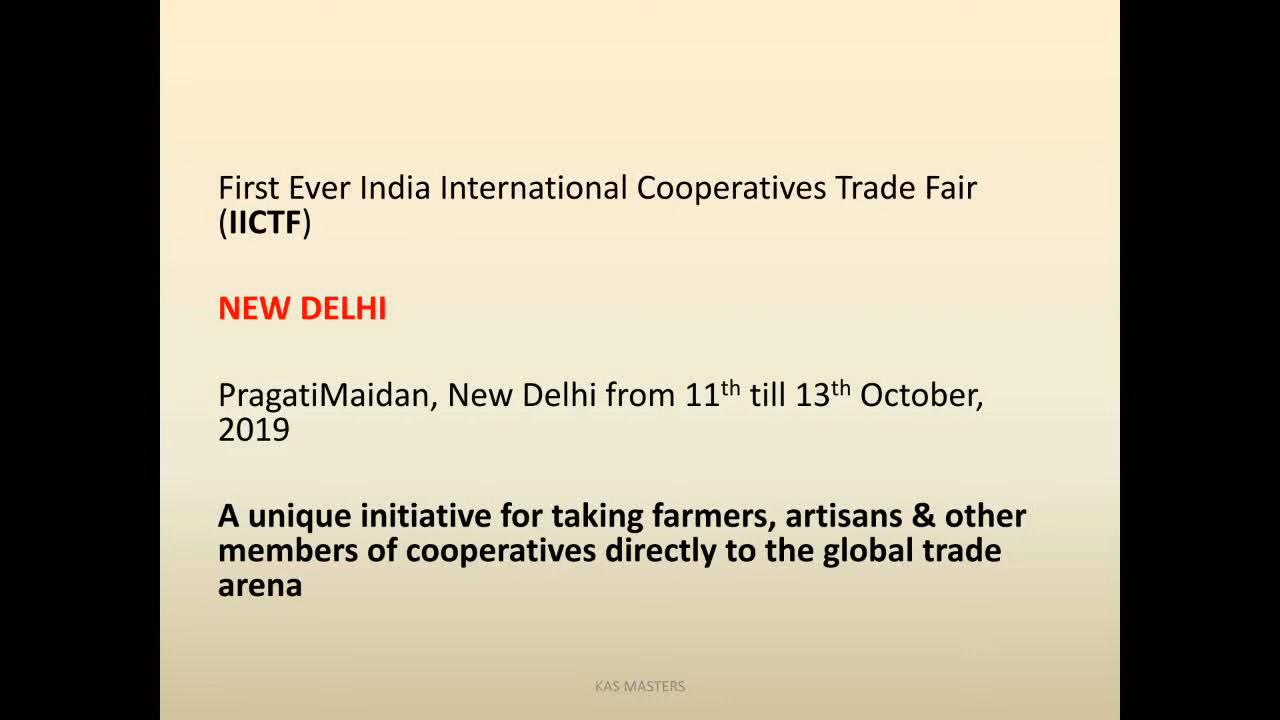 First Ever India International Cooperatives Trade Fair
(IICTF)
NEW DELHI
PragatiMaidan, New Delhi from 11th till 13th October,
2019
A unique initiative for taking farmers, artisans & other
members of cooperatives directly to the global trade
arena
KAS MASTERS